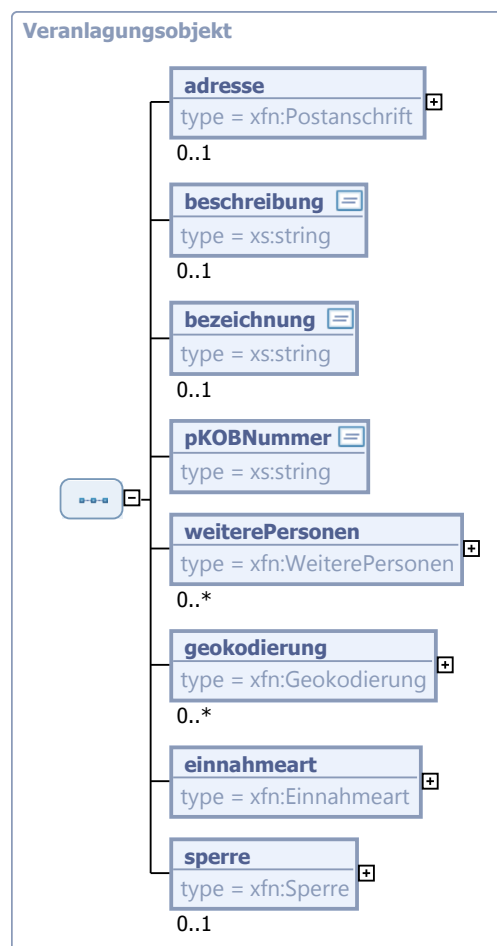 Veranlagungsobjekt
adresse
type = xfn:Postanschrift
0..1
beschreibung
type = xs:string
0..1
bezeichnung
type = xs:string
0..1
pKOBNummer
type = xs:string
weiterePersonen
type = xfn:WeiterePersonen
0..*
geokodierung
type = xfn:Geokodierung
0..*
einnahmeart
type = xfn:Einnahmeart
sperre
type = xfn:Sperre
0..1